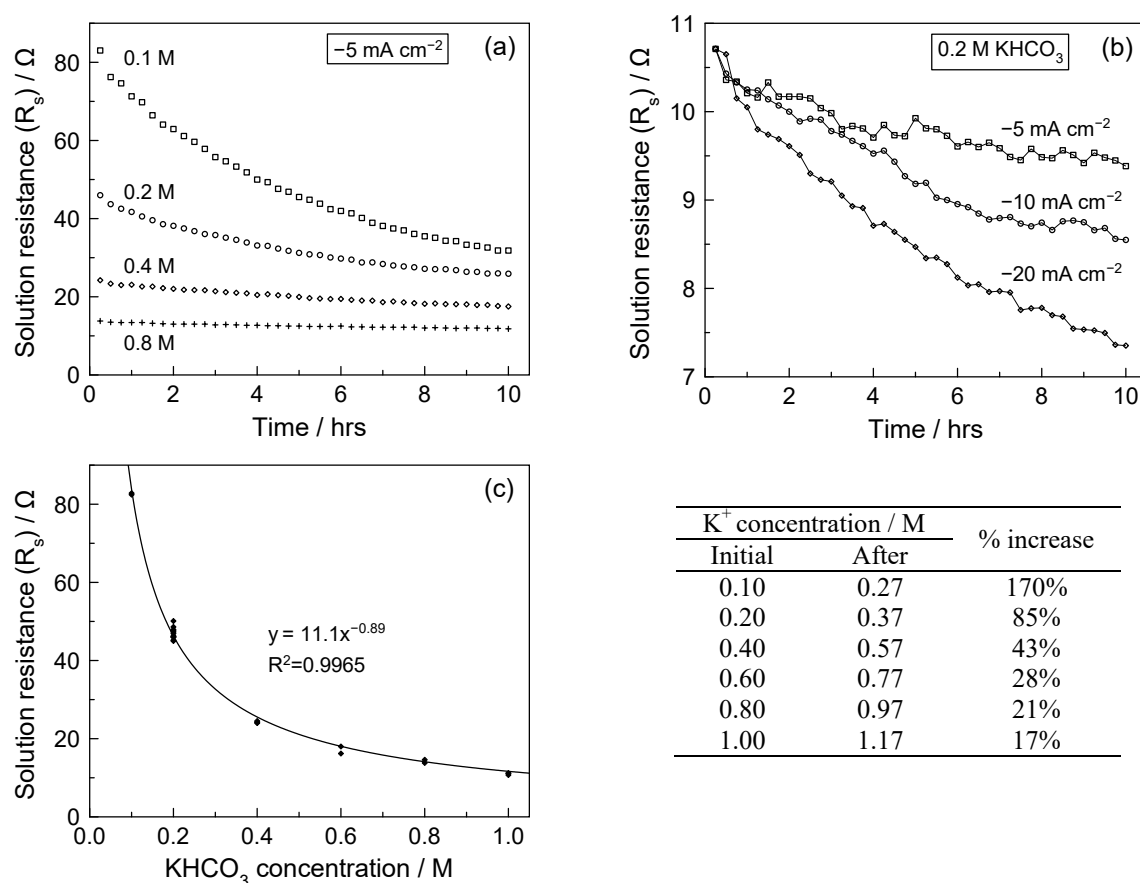 (a)
−5 mA cm⁻²
0.1 M
0.2 M
0.4 M
0.8 M
Solution resistance (Rₛ) / Ω
80
60
40
20
0
0 2 4 6 8 10
Time / hrs
(b)
0.2 M KHCO₃
−5 mA cm⁻²
−10 mA cm⁻²
−20 mA cm⁻²
Solution resistance (Rₛ) / Ω
11
10
9
8
7
0 2 4 6 8 10
Time / hrs
(c)
y = 11.1x⁻⁰·⁸⁹
R²=0.9965
Solution resistance (Rₛ) / Ω
80
60
40
20
0
0.0 0.2 0.4 0.6 0.8 1.0
KHCO₃ concentration / M
K⁺ concentration / M % increase
Initial After
0.10 0.27 170%
0.20 0.37 85%
0.40 0.57 43%
0.60 0.77 28%
0.80 0.97 21%
1.00 1.17 17%